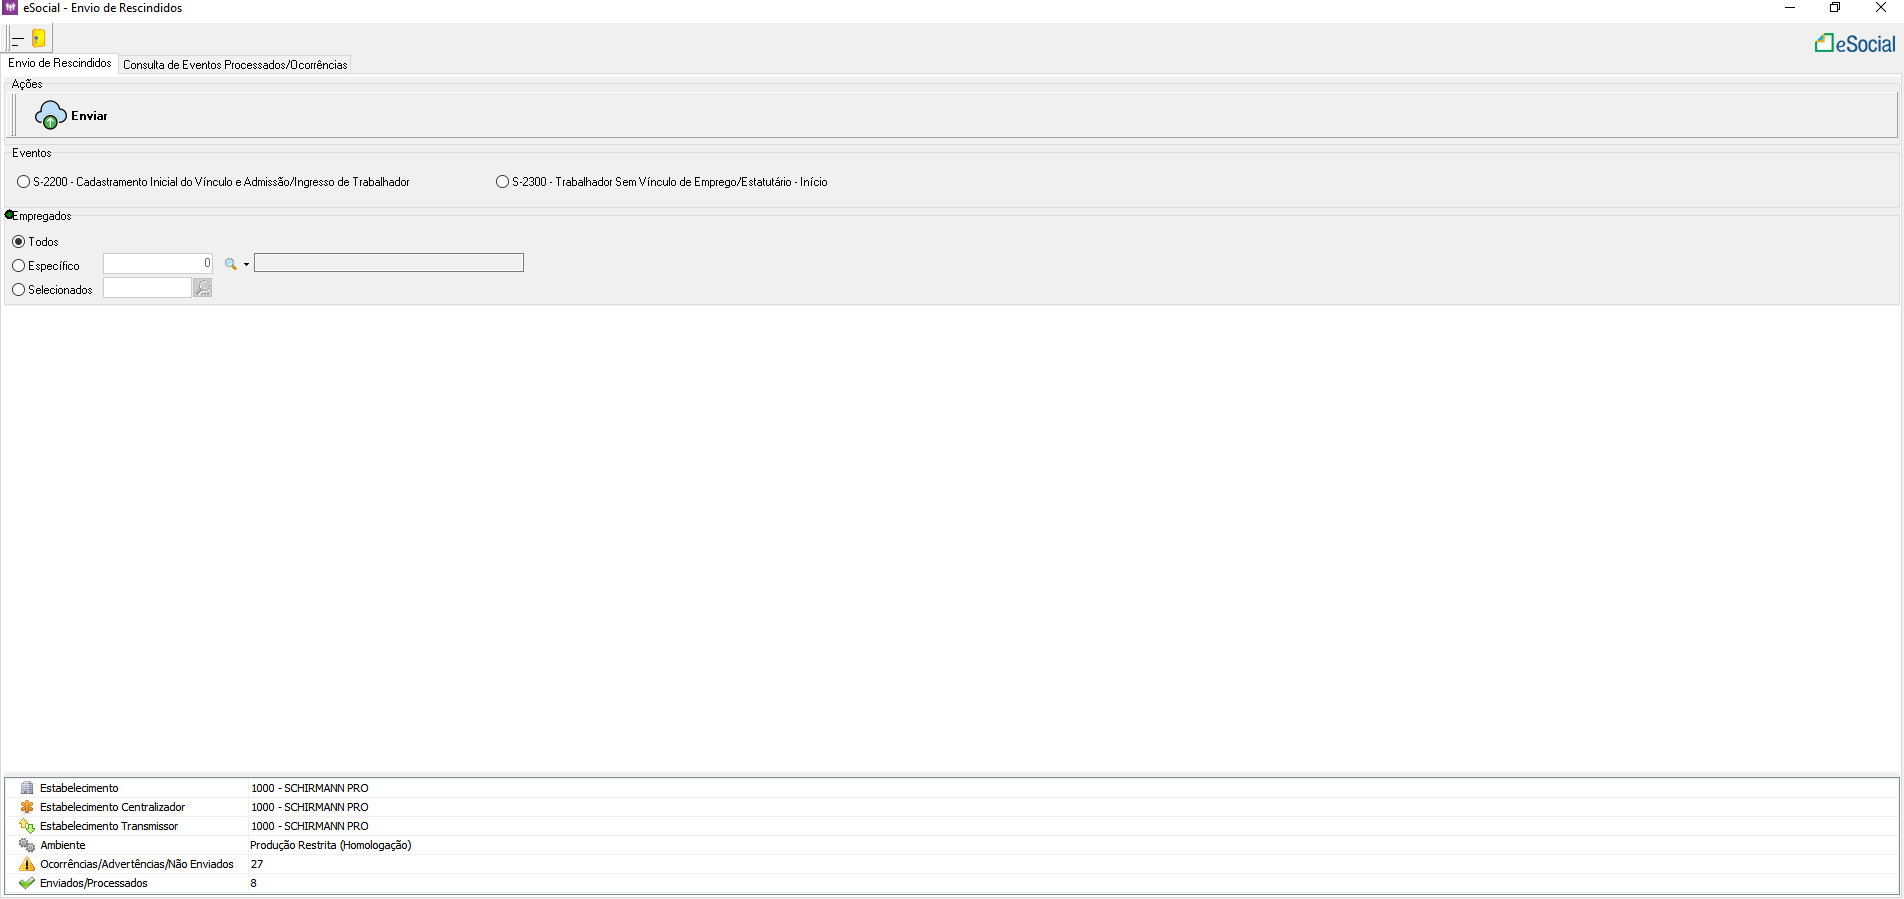 eSocial - Envio de Rescindidos
eSocial
Envio de Rescindidos
Consulta de Eventos Processados/Ocorrências
Ações
Enviar
Eventos
S-2200 - Cadastramento Inicial do Vínculo e Admissão/Ingresso de Trabalhador
S-2300 - Trabalhador Sem Vínculo de Emprego/Estatutário - Início
Empregados
Todos
Específico 0
Selecionados
Estabelecimento 1000 - SCHIRMANN PRO
Estabelecimento Centralizador 1000 - SCHIRMANN PRO
Estabelecimento Transmissor 1000 - SCHIRMANN PRO
Ambiente Produção Restrita (Homologação)
Ocorrências/Advertências/Não Enviados 27
Enviados/Processados 8